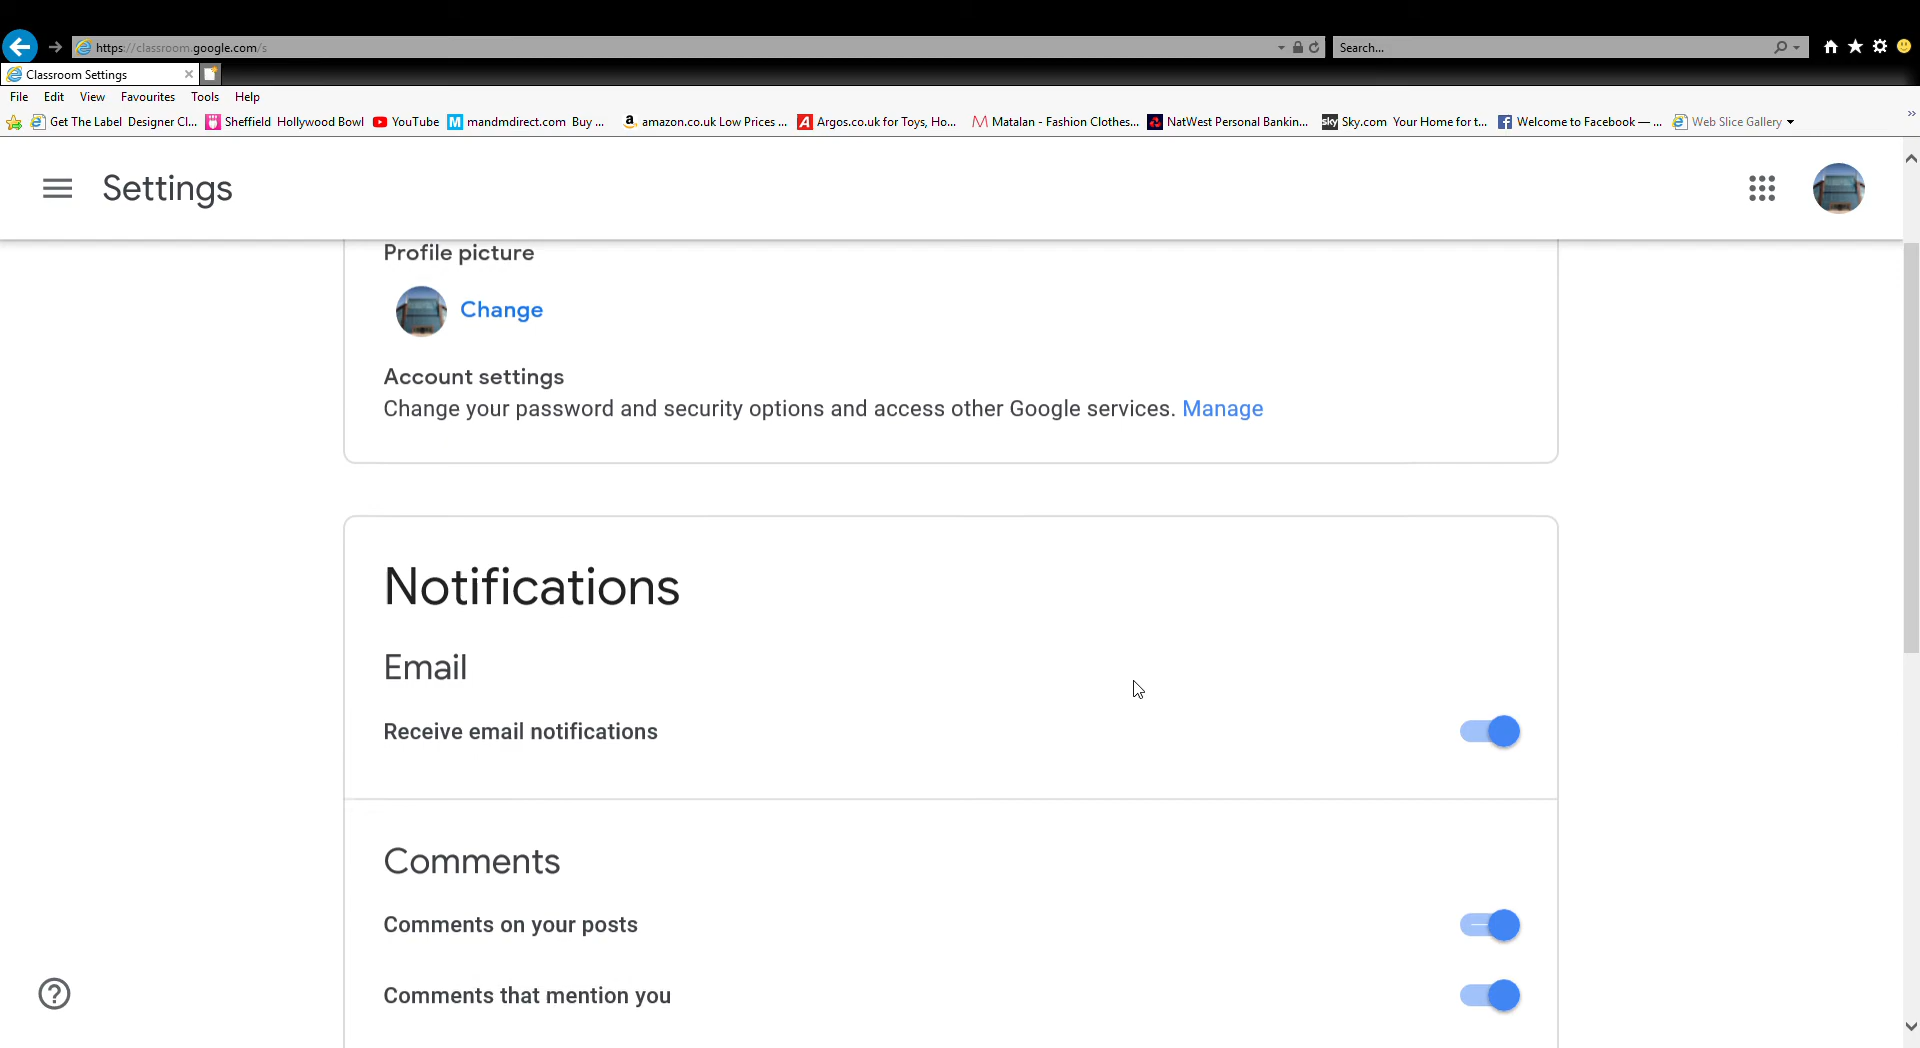 https://classroom.google.com/s
Search...
Classroom Settings
File Edit View Favourites Tools Help
Get The Label Designer Cl... Sheffield Hollywood Bowl YouTube mandmdirect.com Buy ... amazon.co.uk Low Prices ... Argos.co.uk for Toys, Ho... Matalan - Fashion Clothes... NatWest Personal Bankin... Sky.com Your Home for t... Welcome to Facebook — ... Web Slice Gallery
Settings
Profile picture
Change
Account settings
Change your password and security options and access other Google services. Manage
Notifications
Email
Receive email notifications
Comments
Comments on your posts
Comments that mention you